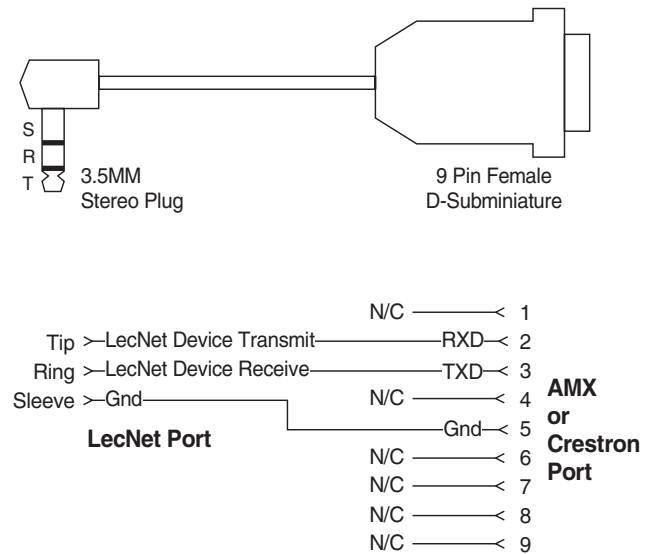 S
R
T
3.5MM
Stereo Plug
9 Pin Female
D-Subminiature
N/C 1
Tip LecNet Device Transmit RXD 2
Ring LecNet Device Receive TXD 3
Sleeve Gnd N/C 4
Gnd 5
N/C 6
N/C 7
N/C 8
N/C 9
LecNet Port
AMX
or
Crestron
Port